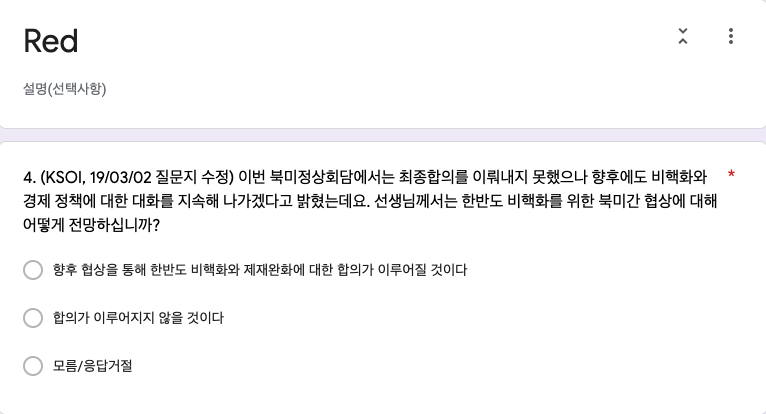 Red
설명(선택사항)
4. (KSOI, 19/03/02 질문지 수정) 이번 북미정상회담에서는 최종합의를 이뤄내지 못했으나 향후에도 비핵화와 *
경제 정책에 대한 대화를 지속해 나가겠다고 밝혔는데요. 선생님께서는 한반도 비핵화를 위한 북미간 협상에 대해
어떻게 전망하십니까?
향후 협상을 통해 한반도 비핵화와 제재완화에 대한 합의가 이루어질 것이다
합의가 이루어지지 않을 것이다
모름/응답거절